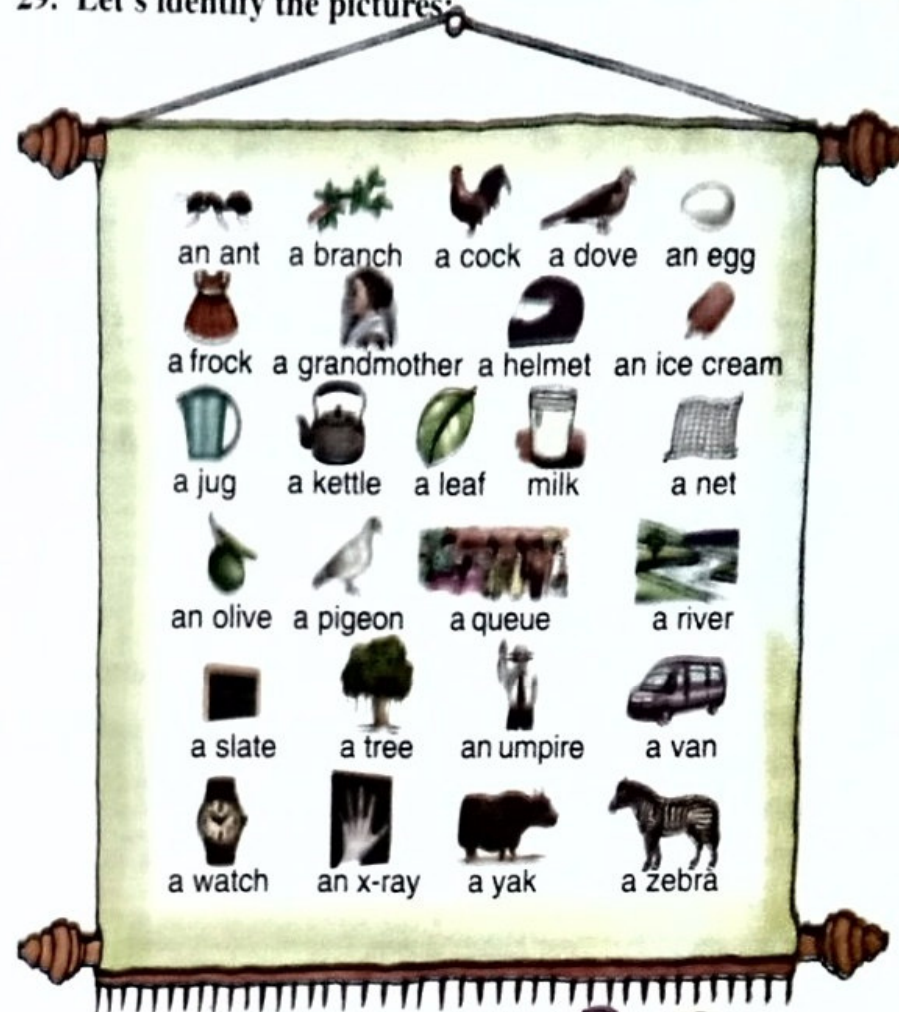 29. Let's identify the pictures:
an ant a branch a cock a dove an egg
a frock a grandmother a helmet an ice cream
a jug a kettle a leaf milk a net
an olive a pigeon a queue a river
a slate a tree an umpire a van
a watch an x-ray a yak a zebra